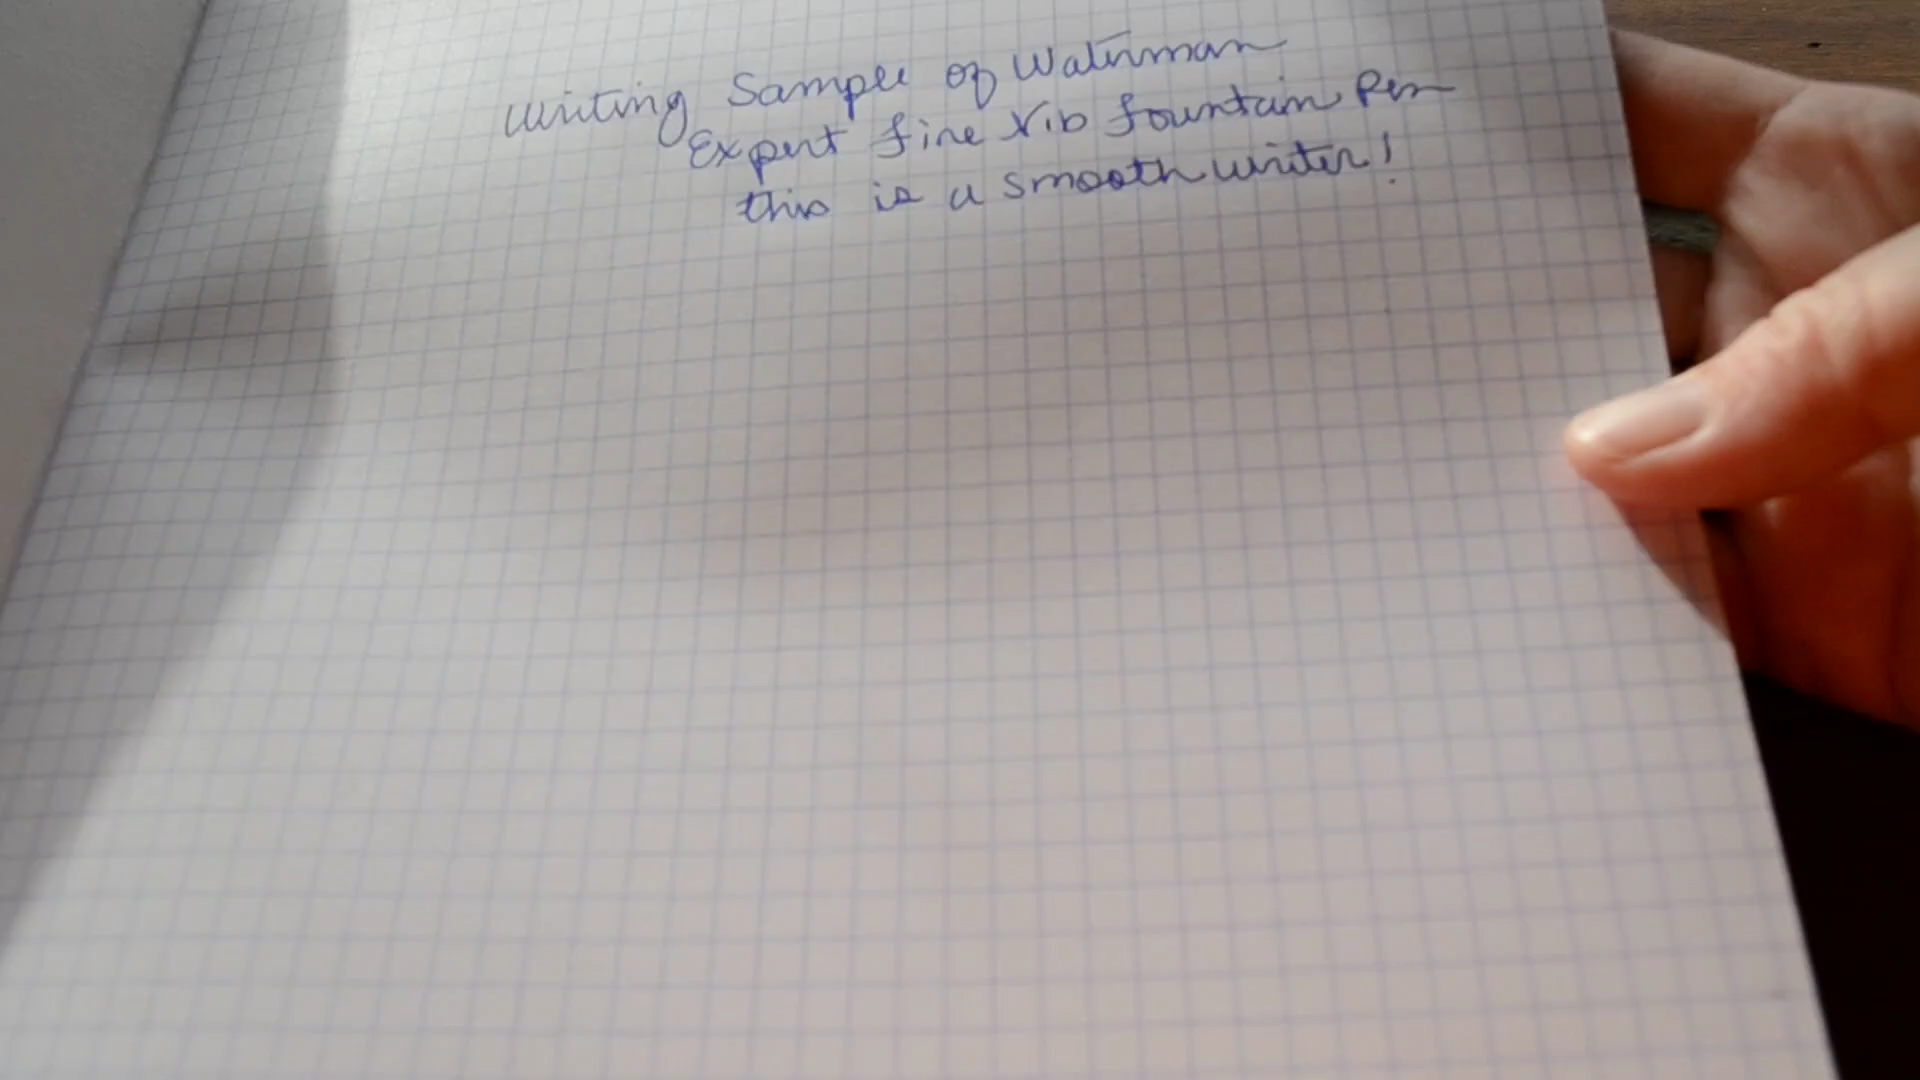 writing Sample of Waterman
Expert fine nib fountain Pen
this is a smooth writer!